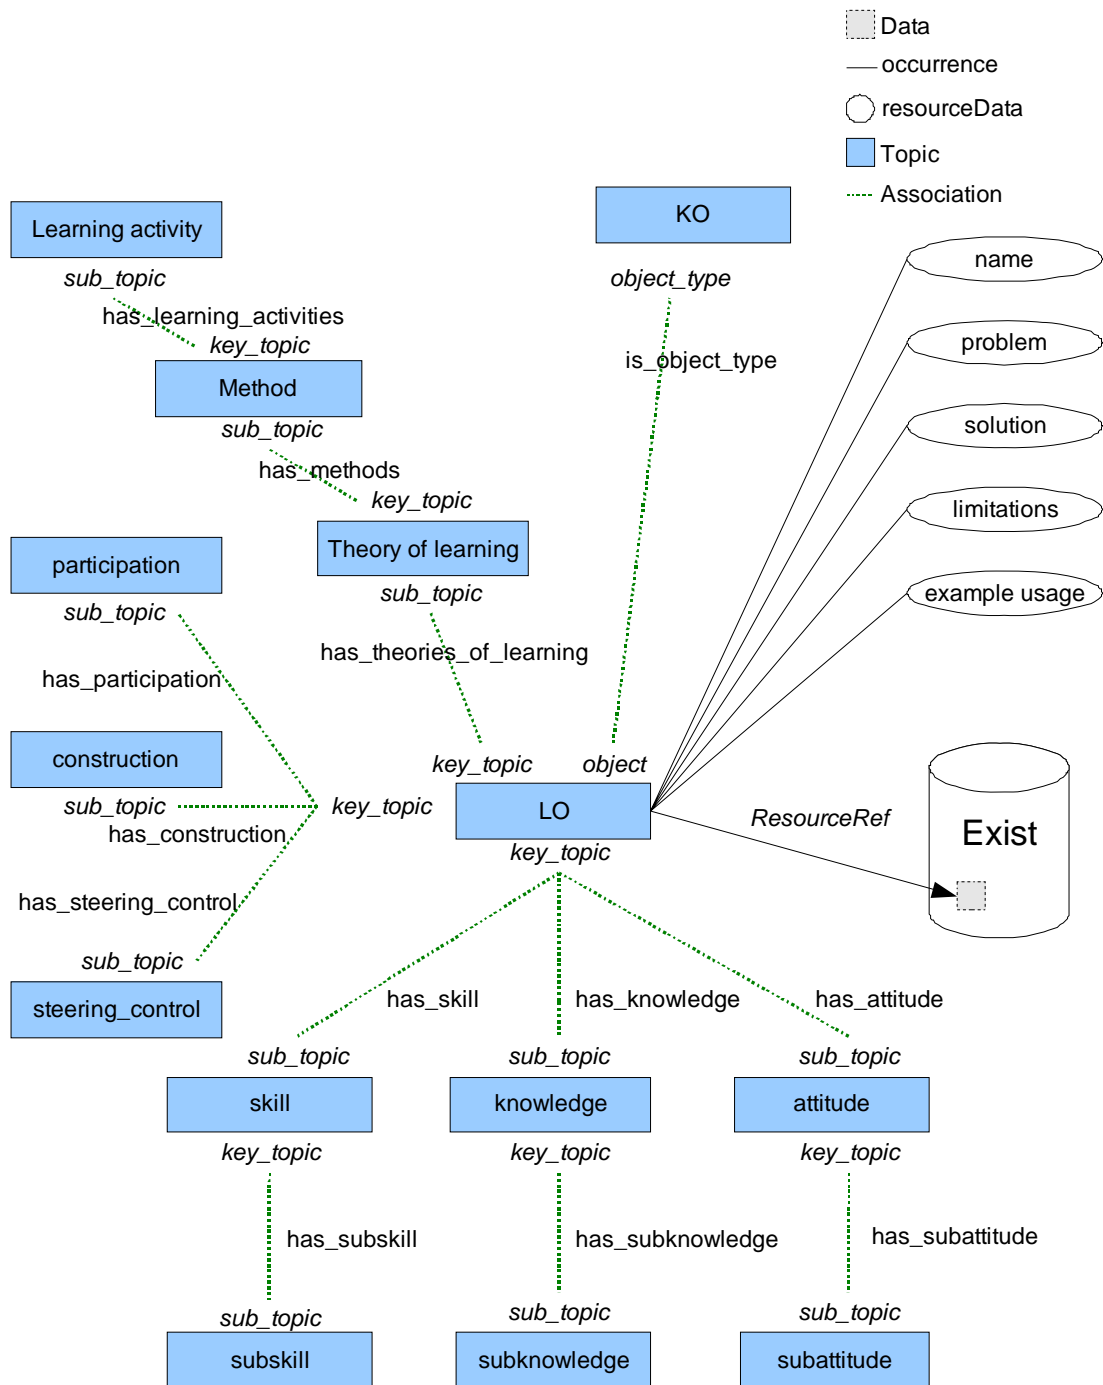 Data
occurrence
resourceData
Topic
Association
Learning activity
sub_topic
has_learning_activities
key_topic
Method
sub_topic
has_methods
key_topic
Theory of learning
sub_topic
has_theories_of_learning
key_topic
KO
object_type
is_object_type
object
name
problem
solution
limitations
example usage
participation
sub_topic
has_participation
construction
sub_topic
has_construction
key_topic
has_steering_control
sub_topic
steering_control
LO
key_topic
ResourceRef
Exist
has_skill
has_knowledge
has_attitude
sub_topic
sub_topic
sub_topic
skill
knowledge
attitude
key_topic
key_topic
key_topic
has_subskill
has_subknowledge
has_subattitude
sub_topic
sub_topic
sub_topic
subskill
subknowledge
subattitude